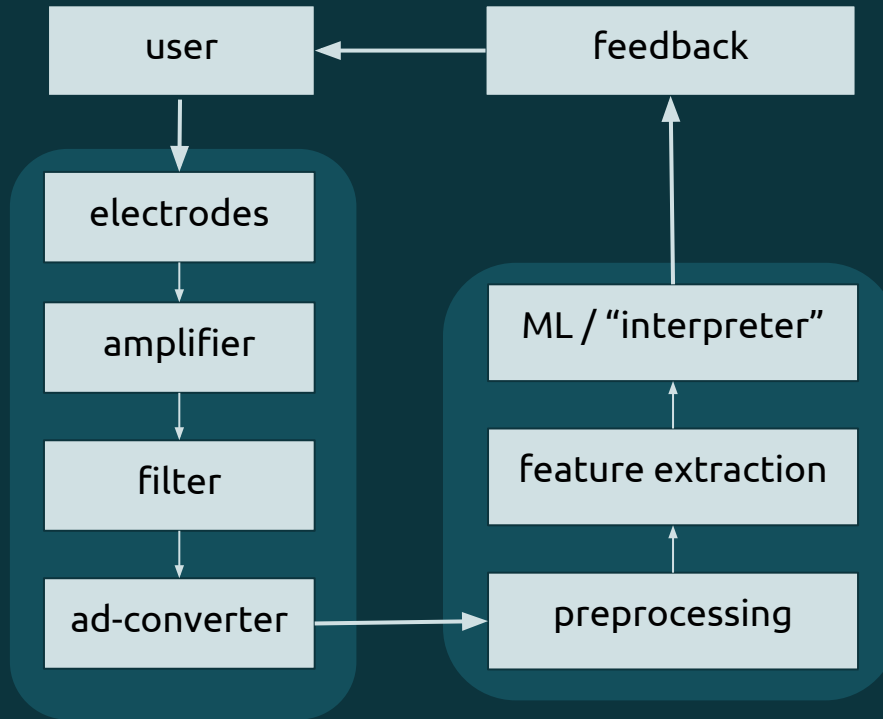 user
feedback
electrodes
amplifier
filter
ad-converter
ML / “interpreter”
feature extraction
preprocessing